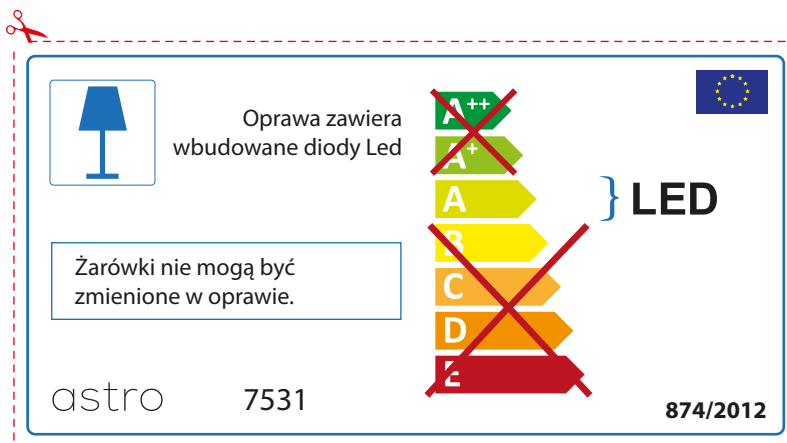 Oprawa zawiera
wbudowane diody Led
A++
A+
A
LED
B
C
D
E
Żarówki nie mogą być
zmienione w oprawie.
astro 7531
874/2012